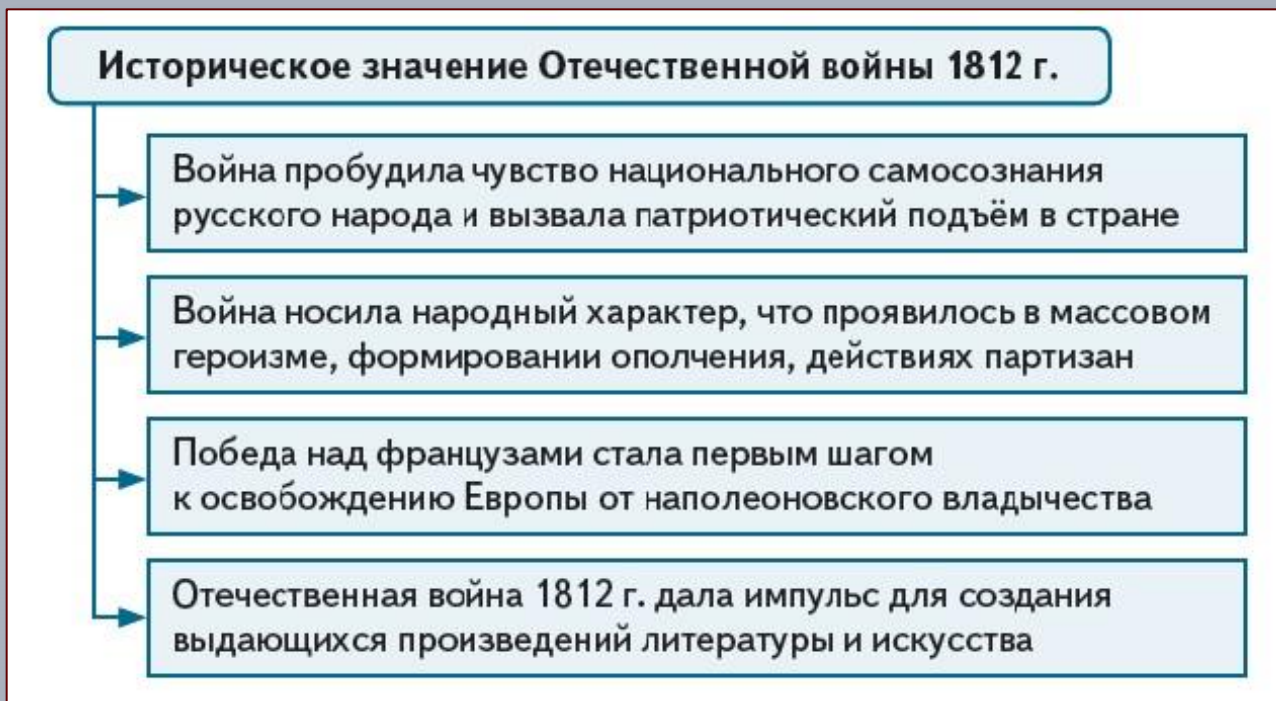 Историческое значение Отечественной войны 1812 г.
Война пробудила чувство национального самосознания
русского народа и вызвала патриотический подъём в стране
Война носила народный характер, что проявилось в массовом
героизме, формировании ополчения, действиях партизан
Победа над французами стала первым шагом
к освобождению Европы от наполеоновского владычества
Отечественная война 1812 г. дала импульс для создания
выдающихся произведений литературы и искусства